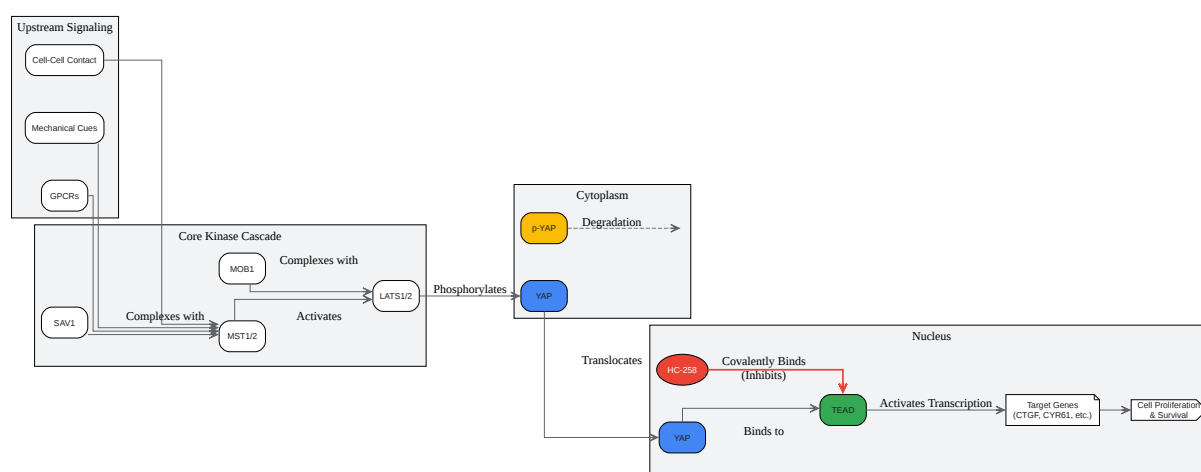 Upstream Signaling
Cell-Cell Contact
Mechanical Cues
GPCRs
Core Kinase Cascade
MOB1
Complexes with
LATS1/2
SAV1
Complexes with
MST1/2
Activates
Phosphorylates
Cytoplasm
p-YAP
Degradation
YAP
Translocates
Nucleus
HC-258
Covalently Binds
(Inhibits)
TEAD
YAP
Binds to
Activates Transcription
Target Genes
(CTGF, CYR61, etc.)
Cell Proliferation
& Survival